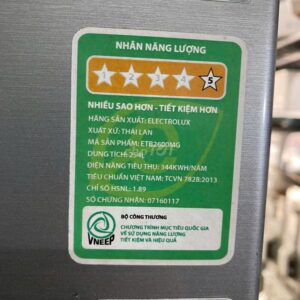 NHÃN NĂNG LƯỢNG
1 2 3 4 5
NHIỀU SAO HƠN - TIẾT KIỆM HƠN
HÃNG SẢN XUẤT: ELECTROLUX
XUẤT XỨ: THÁI LAN
MÃ SẢN PHẨM: ETB2600MG
DUNG TÍCH: 254L
ĐIỆN NĂNG TIÊU THỤ: 344KWH/NĂM
TIÊU CHUẨN VIỆT NAM: TCVN 7828:2013
CHỈ SỐ HSNL: 1.89
SỐ CHỨNG NHẬN: 07160117
BỘ CÔNG THƯƠNG
CHƯƠNG TRÌNH MỤC TIÊU QUỐC GIA
VỀ SỬ DỤNG NĂNG LƯỢNG
TIẾT KIỆM VÀ HIỆU QUẢ
VNEEP